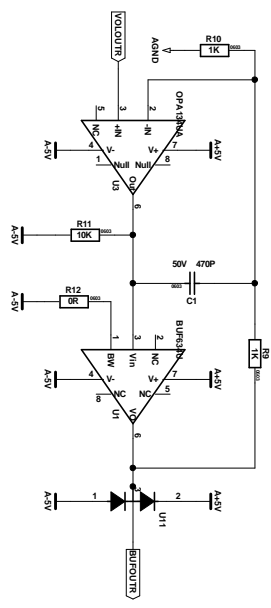 R10
1K
0603
AGND
VOLOUTR
5
NC
3
+IN
2
-IN
OPA134UA
A-5V
4
V-
V+
7
A+5V
1
Null
Null
8
U3
Out
6
A-5V
R11
10K
0603
50V
470P
0603
C1
A-5V
R12
0R
0603
1
BW
3
Vin
2
NC
BUF634U
R9
1K
0603
A-5V
4
V-
V+
7
A+5V
8
NC
NC
5
U1
VO
6
A-5V
1
3
2
A+5V
U11
BUFOUTR